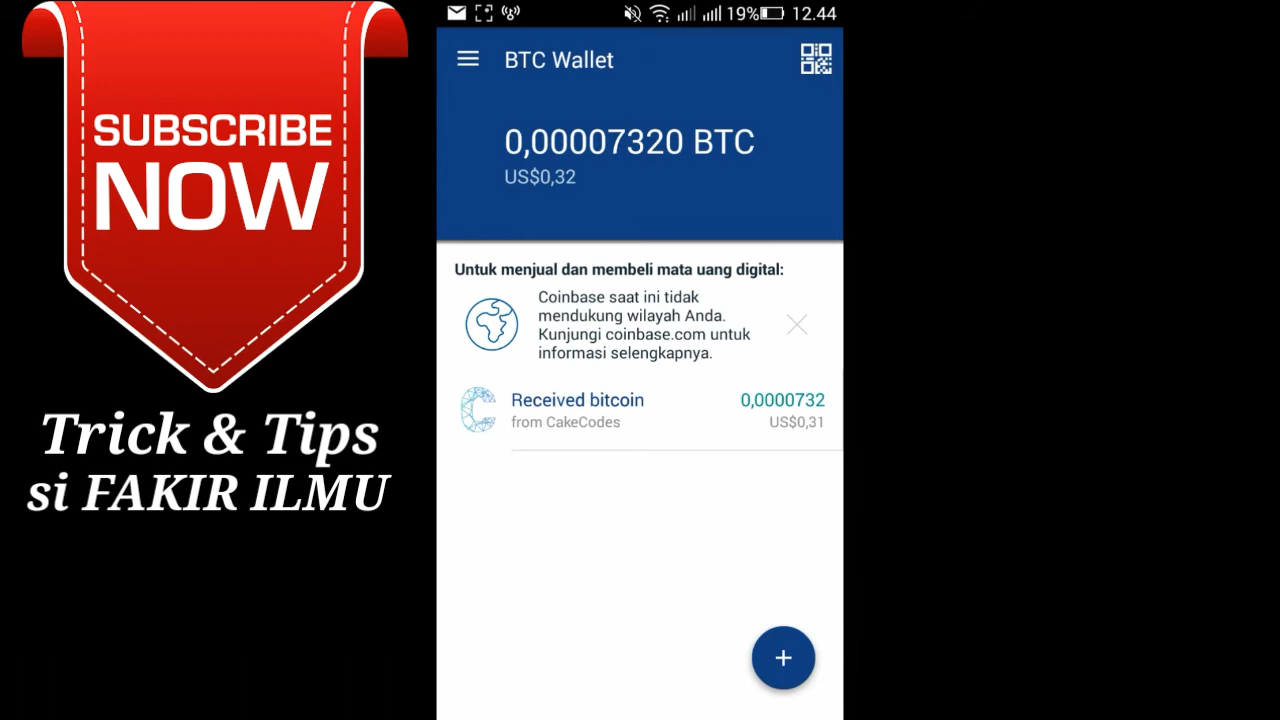 SUBSCRIBE
NOW
Trick & Tips
si FAKIR ILMU
19% 12.44
BTC Wallet
0,00007320 BTC
US$0,32
Untuk menjual dan membeli mata uang digital:
Coinbase saat ini tidak
mendukung wilayah Anda.
Kunjungi coinbase.com untuk
informasi selengkapnya.
Received bitcoin 0,0000732
from CakeCodes US$0,31